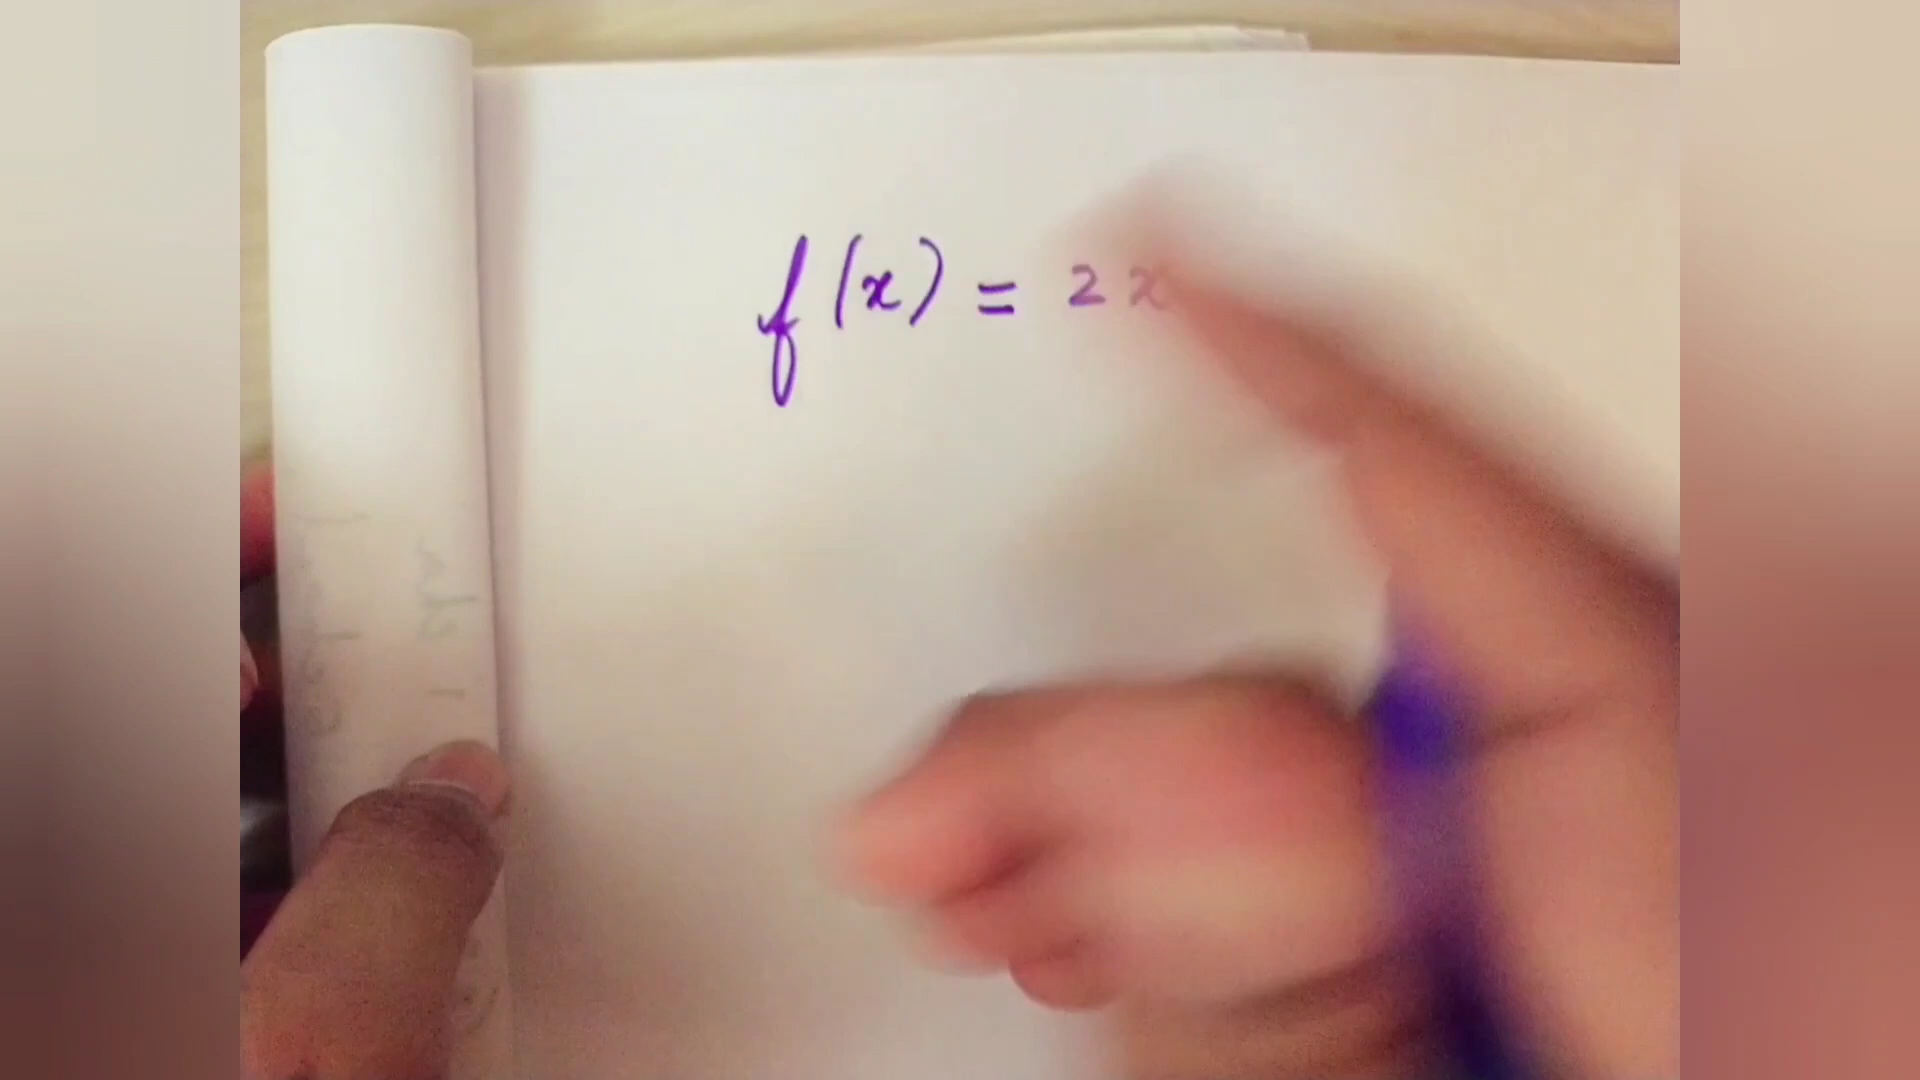 f(x) = 2x